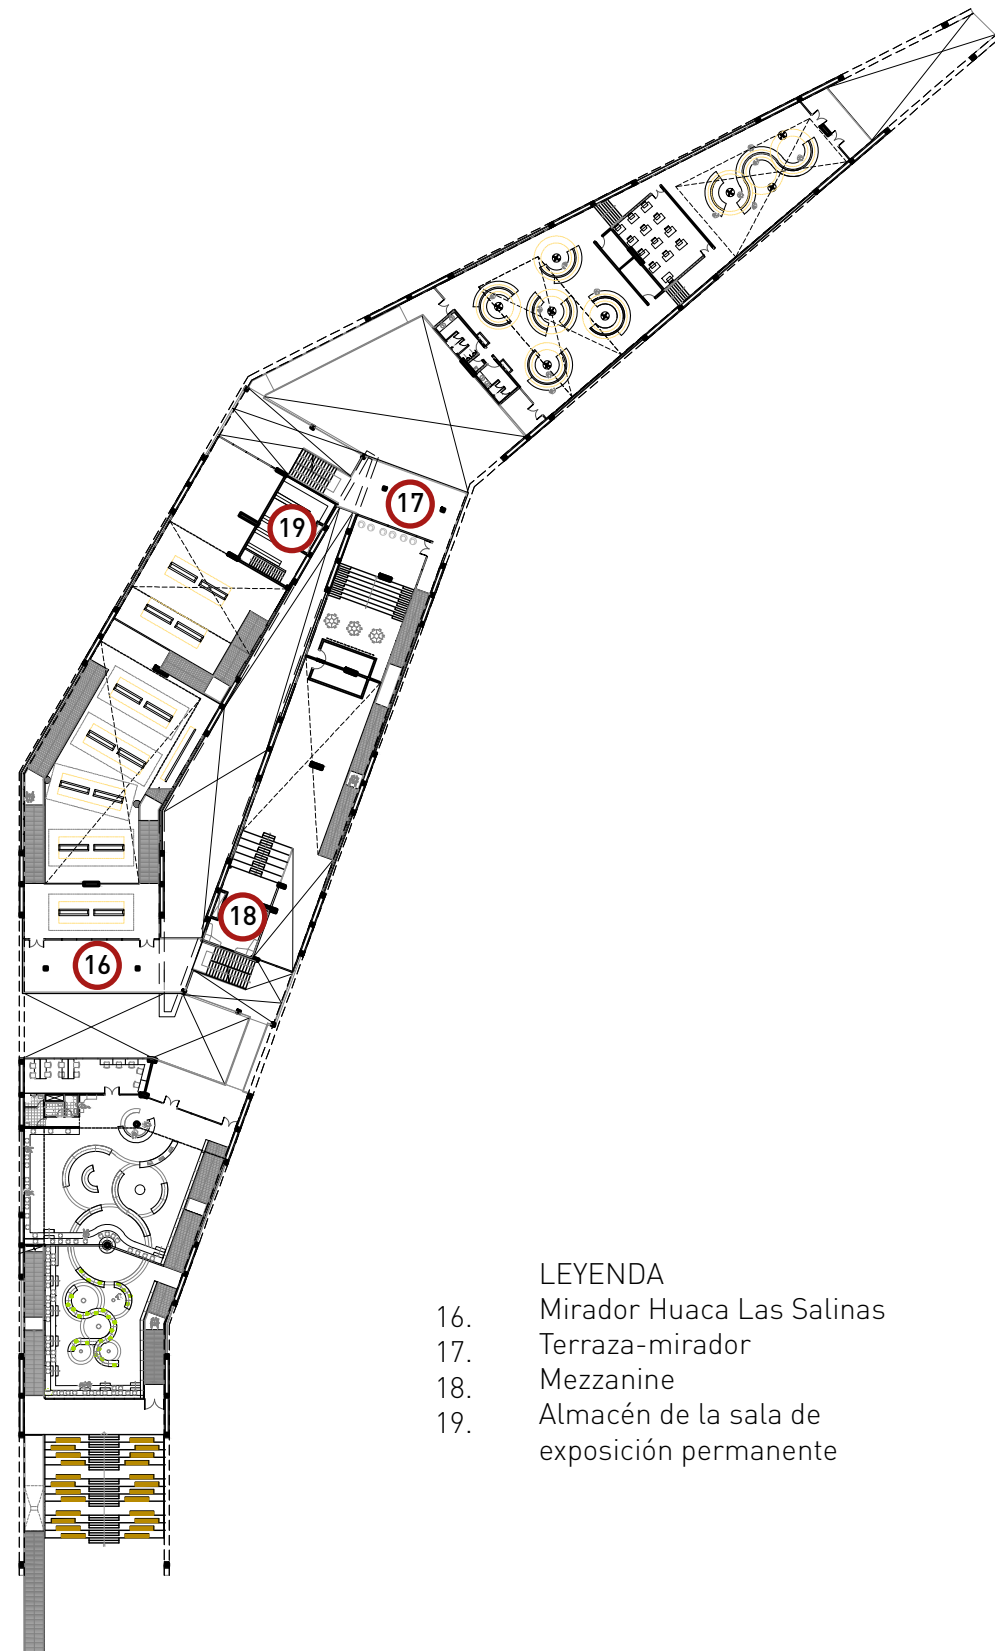 17
19
18
16
LEYENDA
16. Mirador Huaca Las Salinas
17. Terraza-mirador
18. Mezzanine
19. Almacén de la sala de
exposición permanente